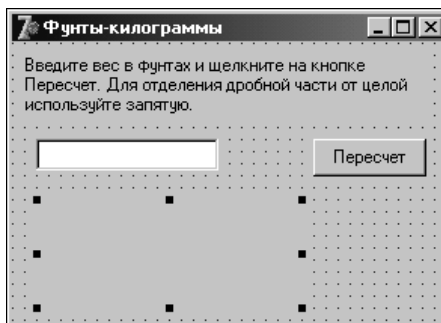 Фунты-килограммы
Введите вес в фунтах и щелкните на кнопке
Пересчет. Для отделения дробной части от целой
используйте запятую.
Пересчет